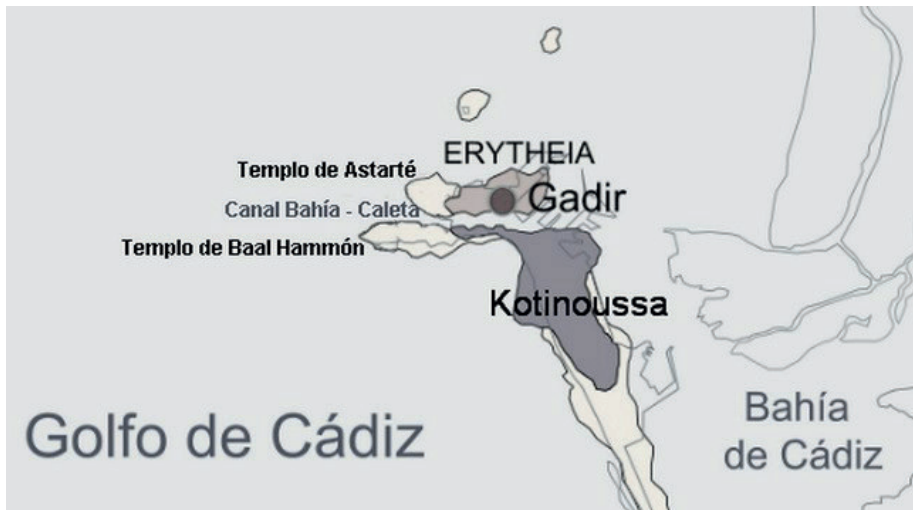 ERYTHEIA
Templo de Astarté
Gadir
Canal Bahía - Caleta
Templo de Baal Hammón
Kotinoussa
Golfo de Cádiz
Bahía
de Cádiz